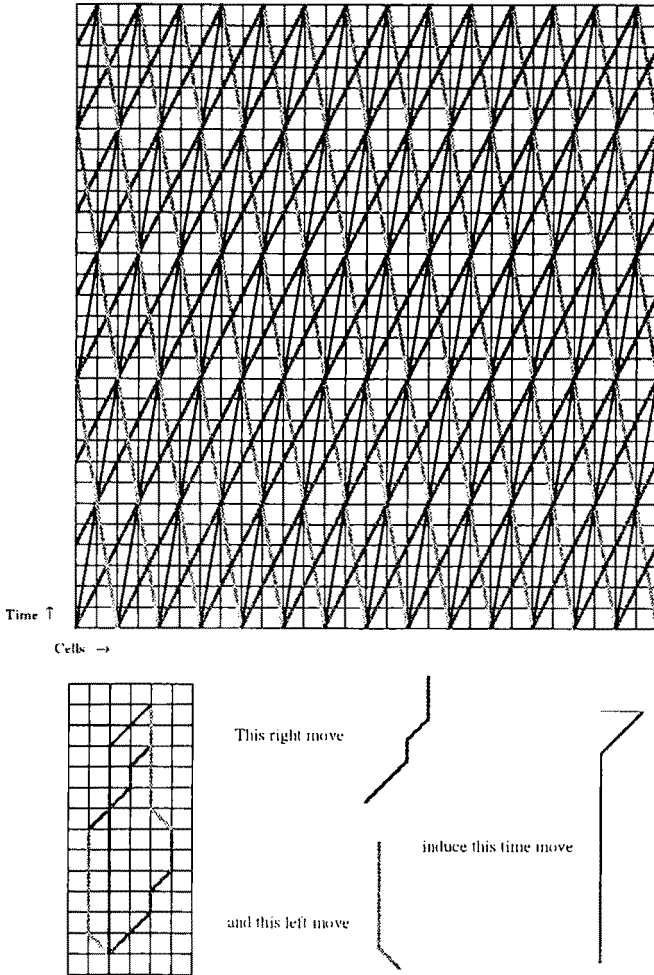 Time ↑
Cells →
This right move
induce this time move
and this left move